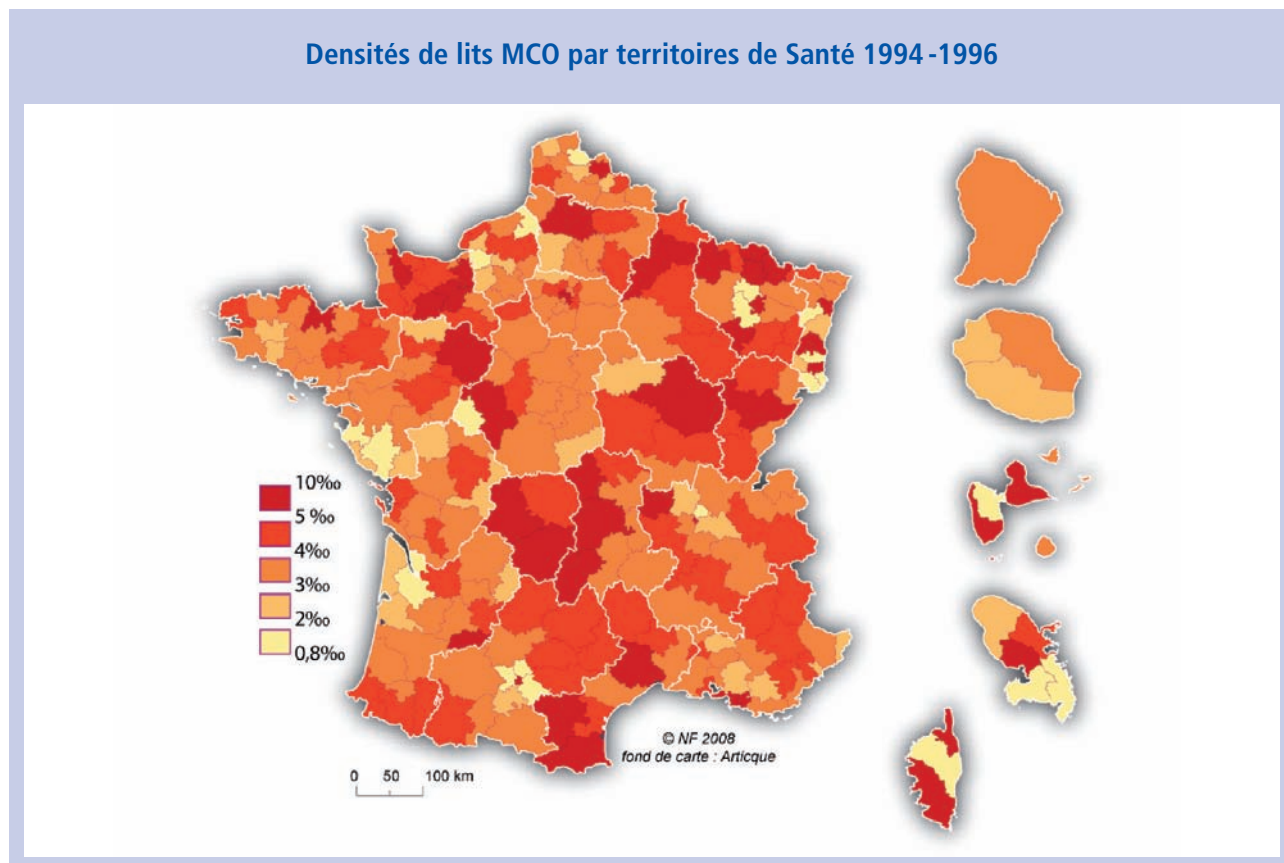 Densités de lits MCO par territoires de Santé 1994-1996
10‰
5 ‰
4‰
3‰
2‰
0,8‰
© NF 2008
fond de carte : Articque
0 50 100 km